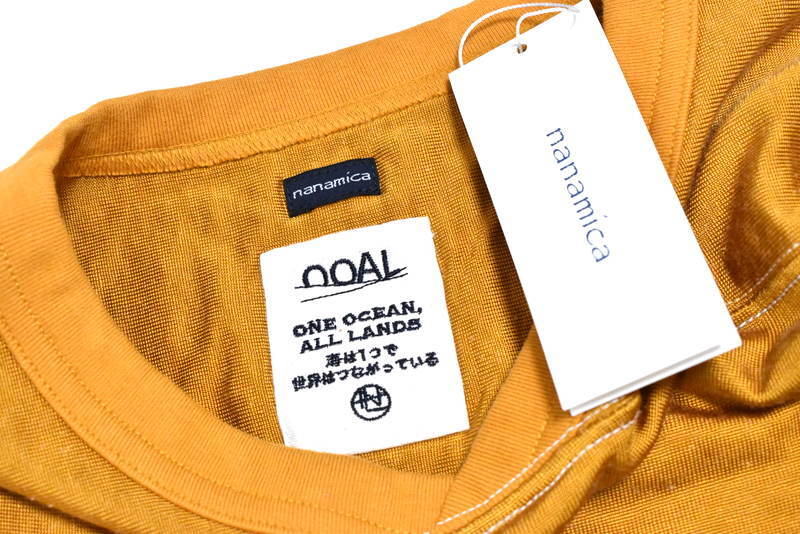 nanamica
nanamica
OOAL
ONE OCEAN,
ALL LANDS
海は1つで
世界はつながっている